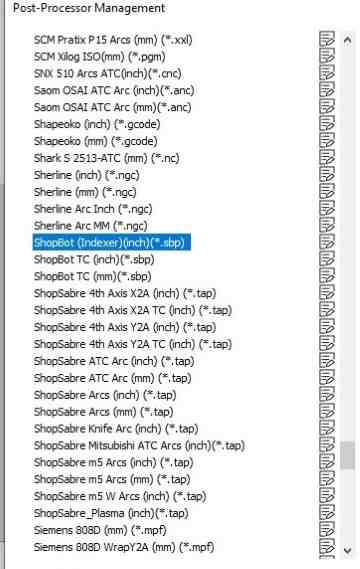 Post-Processor Management
SCM Pratix P15 Arcs (mm) (*.xxl)
SCM Xilog ISO(mm) (*.pgm)
SNX 510 Arcs ATC(inch)(*.cnc)
Saom OSAI ATC Arc (inch)(*.anc)
Saom OSAI ATC Arc (mm) (*.anc)
Shapeoko (inch) (*.gcode)
Shapeoko (mm) (*.gcode)
Shark S 2513-ATC (mm) (*.nc)
Sherline (inch) (*.ngc)
Sherline (mm) (*.ngc)
Sherline Arc Inch (*.ngc)
Sherline Arc MM (*.ngc)
ShopBot (Indexer)(inch)(*.sbp)
ShopBot TC (inch)(*.sbp)
ShopBot TC (mm)(*.sbp)
ShopSabre 4th Axis X2A (inch) (*.tap)
ShopSabre 4th Axis X2A TC (inch) (*.tap)
ShopSabre 4th Axis Y2A (inch) (*.tap)
ShopSabre 4th Axis Y2A TC (inch) (*.tap)
ShopSabre ATC Arc (inch) (*.tap)
ShopSabre ATC Arc (mm) (*.tap)
ShopSabre Arcs (inch) (*.tap)
ShopSabre Arcs (mm) (*.tap)
ShopSabre Knife Arc (inch) (*.tap)
ShopSabre Mitsubishi ATC Arcs (inch)(*.tap)
ShopSabre m5 Arcs (inch) (*.tap)
ShopSabre m5 Arcs (mm) (*.tap)
ShopSabre m5 W Arcs (inch) (*.tap)
ShopSabre_Plasma (inch)(*.tap)
Siemens 808D (mm) (*.mpf)
Siemens 808D WrapY2A (mm) (*.mpf)